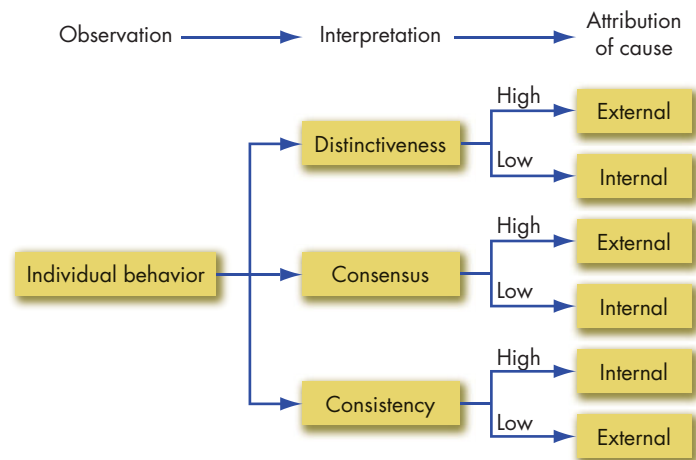 Observation
Interpretation
Attribution
of cause
High
External
Distinctiveness
Low
Internal
High
External
Individual behavior
Consensus
Low
Internal
High
Internal
Consistency
Low
External